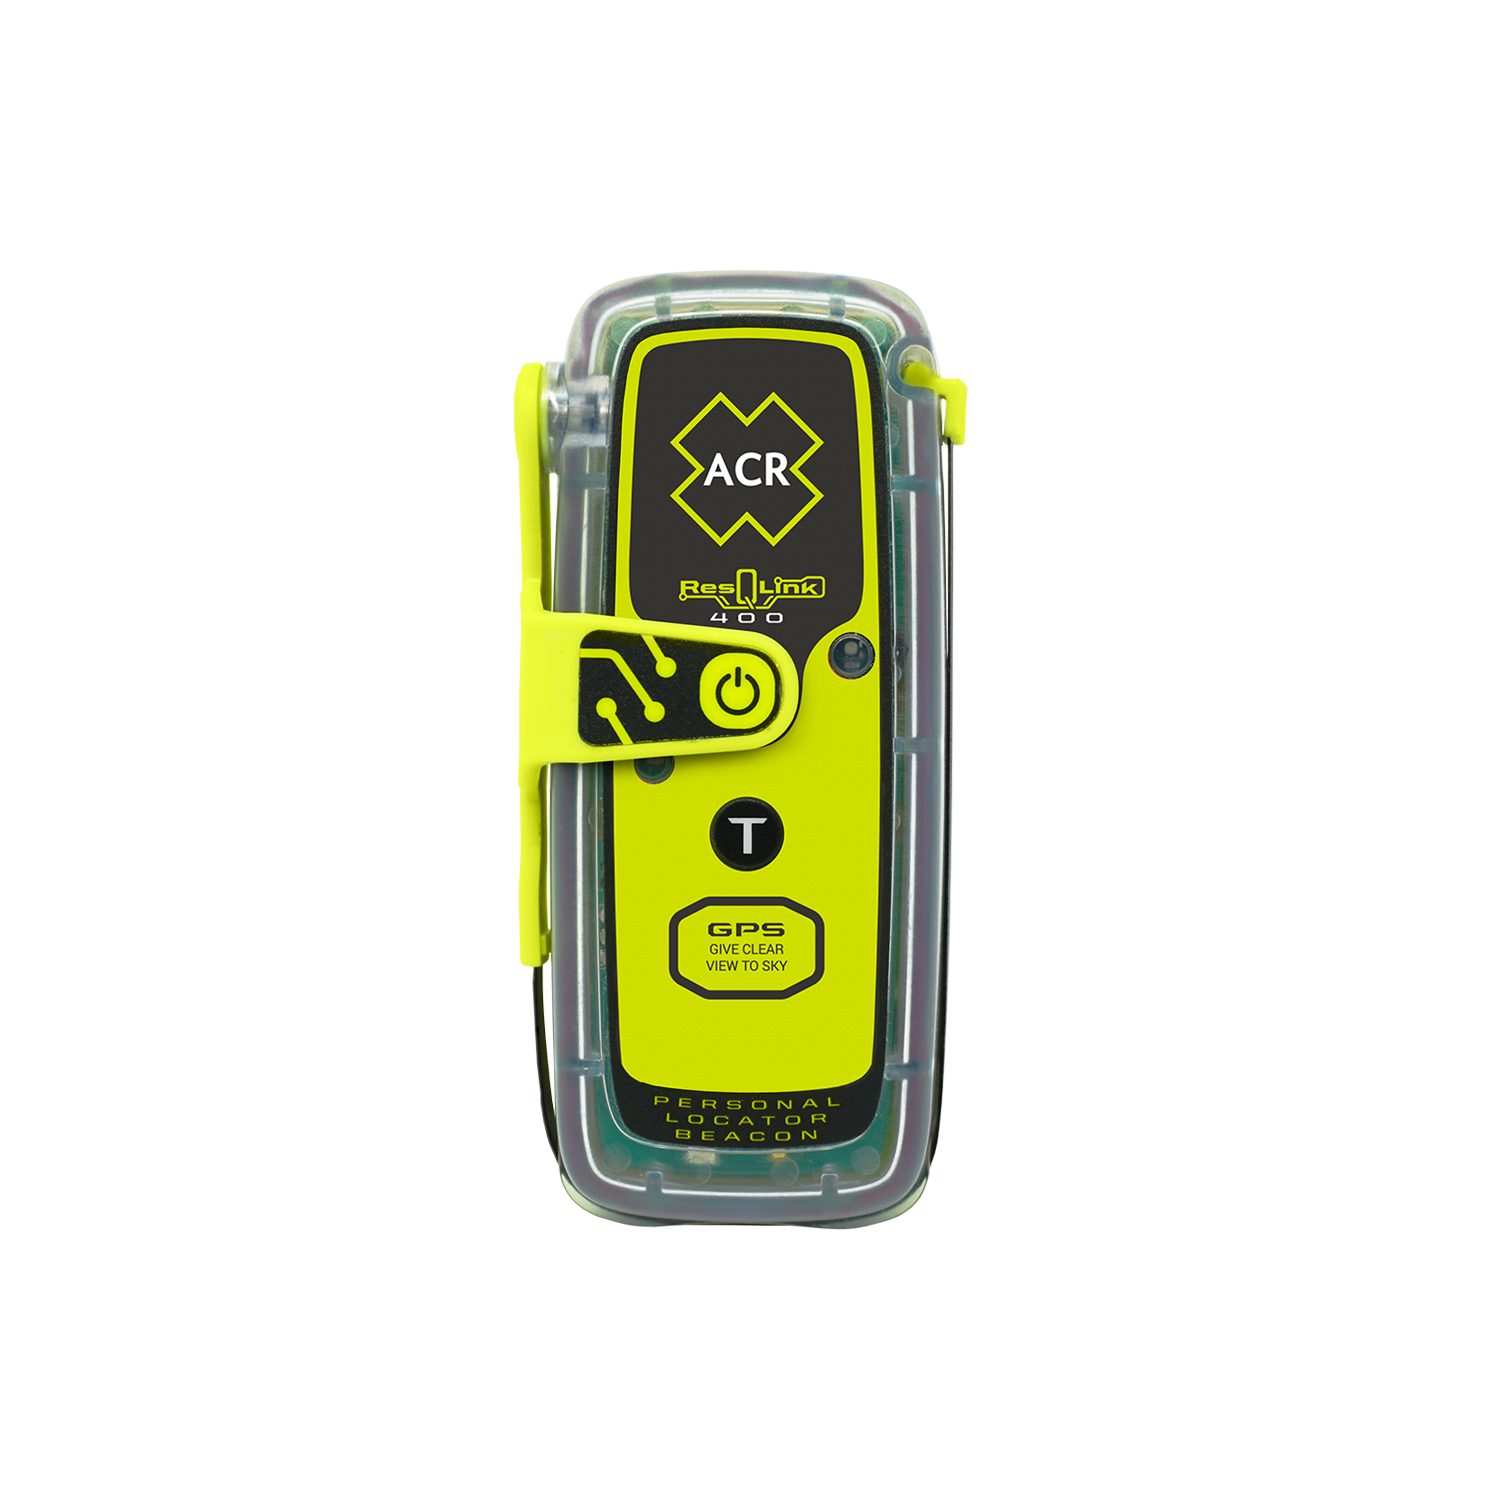 ACR
ResQLink
400
T
GPS
GIVE CLEAR
VIEW TO SKY
PERSONAL
LOCATOR
BEACON